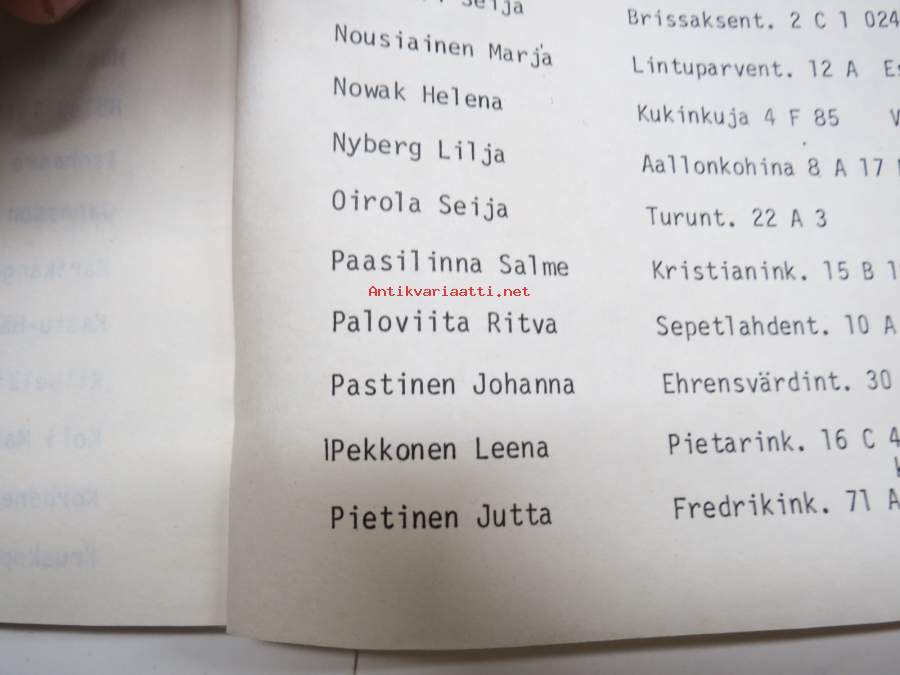 Seija Brissaksent. 2 C 1 024
Nousiainen Marja Lintuparvent. 12 A
Nowak Helena Kukinkuja 4 F 85
Nyberg Lilja Aallonkohina 8 A 17
Oirola Seija Turunt. 22 A 3
Paasilinna Salme Kristianink. 15 B
Antikvariaatti.net
Paloviita Ritva Sepetlahdent. 10 A
Pastinen Johanna Ehrensvärdint. 30
Pekkonen Leena Pietarink. 16 C 4
Pietinen Jutta Fredrikink. 71 A